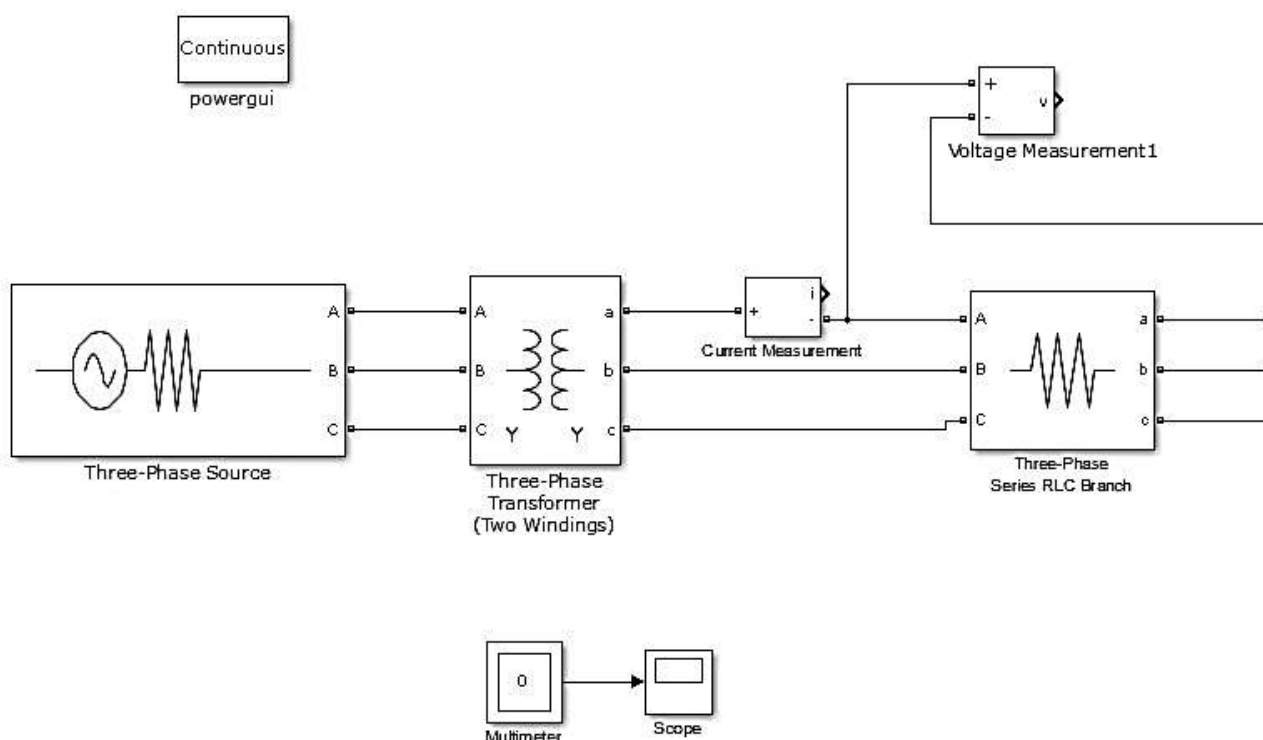 Continuous
powergui
+
v
-
Voltage Measurement1
A
A
a
+
i
-
A
a
Current Measurement
B
B
b
B
b
C
C
Y Y
c
C
c
Three-Phase Source
Three-Phase
Transformer
(Two Windings)
Three-Phase
Series RLC Branch
0
Multimeter
Scope